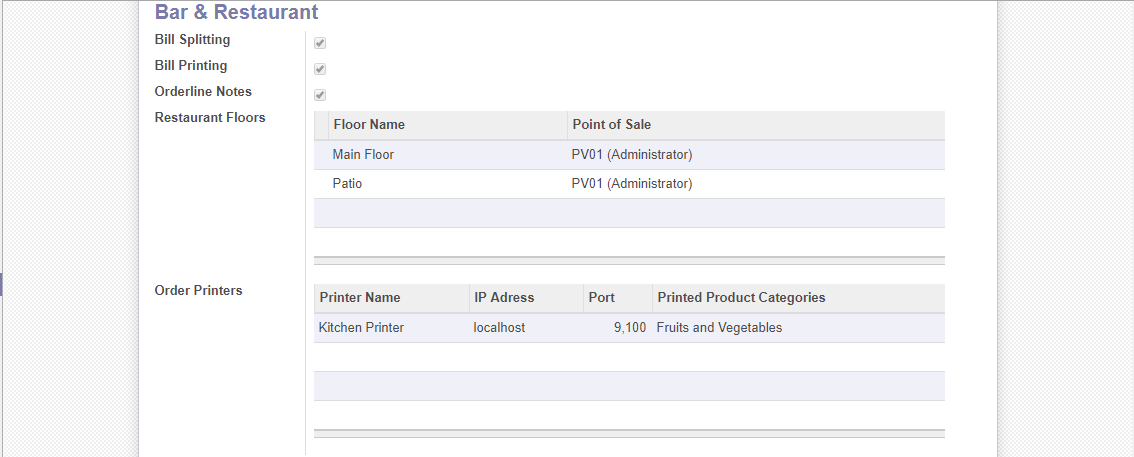 Bar & Restaurant
Bill Splitting
Bill Printing
Orderline Notes
Restaurant Floors
Floor Name Point of Sale
Main Floor PV01 (Administrator)
Patio PV01 (Administrator)
Order Printers
Printer Name IP Adress Port Printed Product Categories
Kitchen Printer localhost 9,100 Fruits and Vegetables